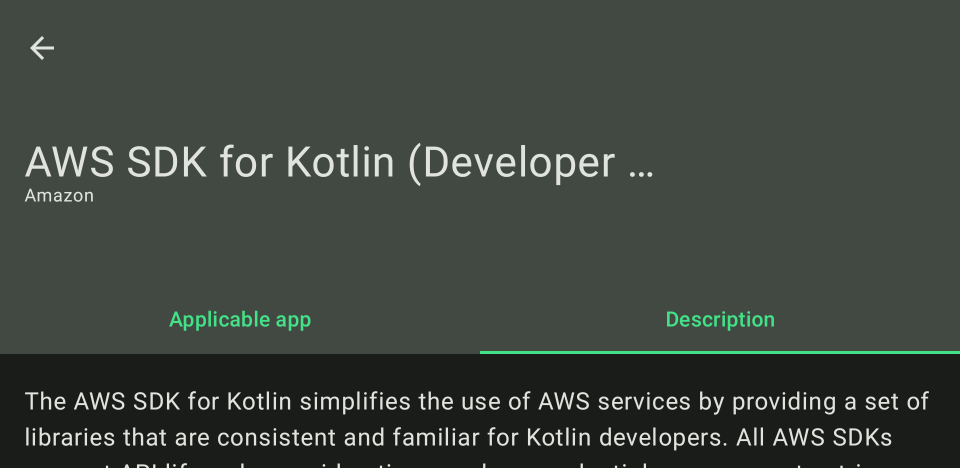 AWS SDK for Kotlin (Developer …
Amazon
Applicable app
Description
The AWS SDK for Kotlin simplifies the use of AWS services by providing a set of
libraries that are consistent and familiar for Kotlin developers. All AWS SDKs